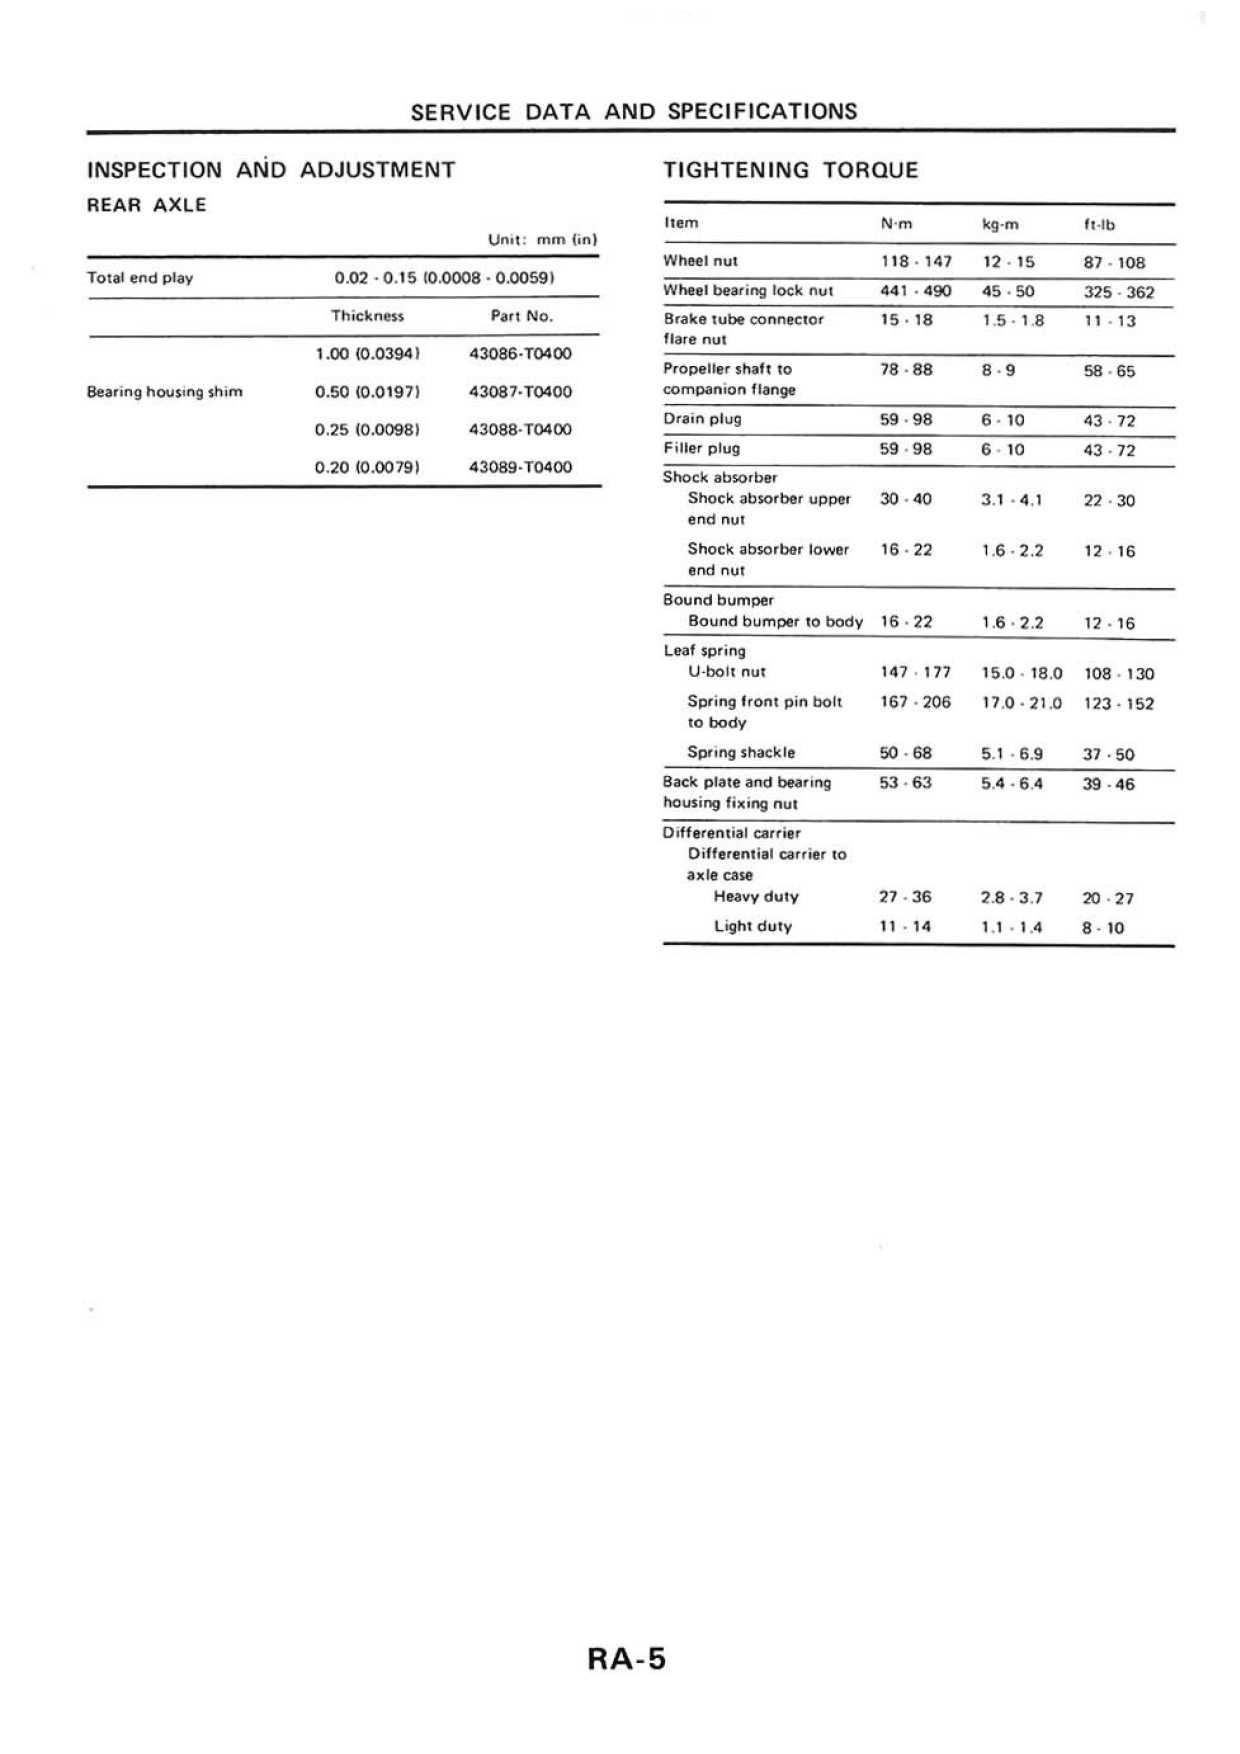 SERVICE DATA AND SPECIFICATIONS
INSPECTION AND ADJUSTMENT
REAR AXLE
Unit: mm (in)
Total end play 0.02 - 0.15 (0.0008 - 0.0059)
Thickness Part No.
1.00 (0.0394) 43086-T0400
Bearing housing shim 0.50 (0.0197) 43087-T0400
0.25 (0.0098) 43088-T0400
0.20 (0.0079) 43089-T0400
TIGHTENING TORQUE
Item N·m kg-m ft-lb
Wheel nut 118 - 147 12 - 15 87 - 108
Wheel bearing lock nut 441 - 490 45 - 50 325 - 362
Brake tube connector 15 - 18 1.5 - 1.8 11 - 13
flare nut
Propeller shaft to 78 - 88 8 - 9 58 - 65
companion flange
Drain plug 59 - 98 6 - 10 43 - 72
Filler plug 59 - 98 6 - 10 43 - 72
Shock absorber
Shock absorber upper 30 - 40 3.1 - 4.1 22 - 30
end nut
Shock absorber lower 16 - 22 1.6 - 2.2 12 - 16
end nut
Bound bumper
Bound bumper to body 16 - 22 1.6 - 2.2 12 - 16
Leaf spring
U-bolt nut 147 - 177 15.0 - 18.0 108 - 130
Spring front pin bolt 167 - 206 17.0 - 21.0 123 - 152
to body
Spring shackle 50 - 68 5.1 - 6.9 37 - 50
Back plate and bearing 53 - 63 5.4 - 6.4 39 - 46
housing fixing nut
Differential carrier
Differential carrier to
axle case
Heavy duty 27 - 36 2.8 - 3.7 20 - 27
Light duty 11 - 14 1.1 - 1.4 8 - 10
RA-5